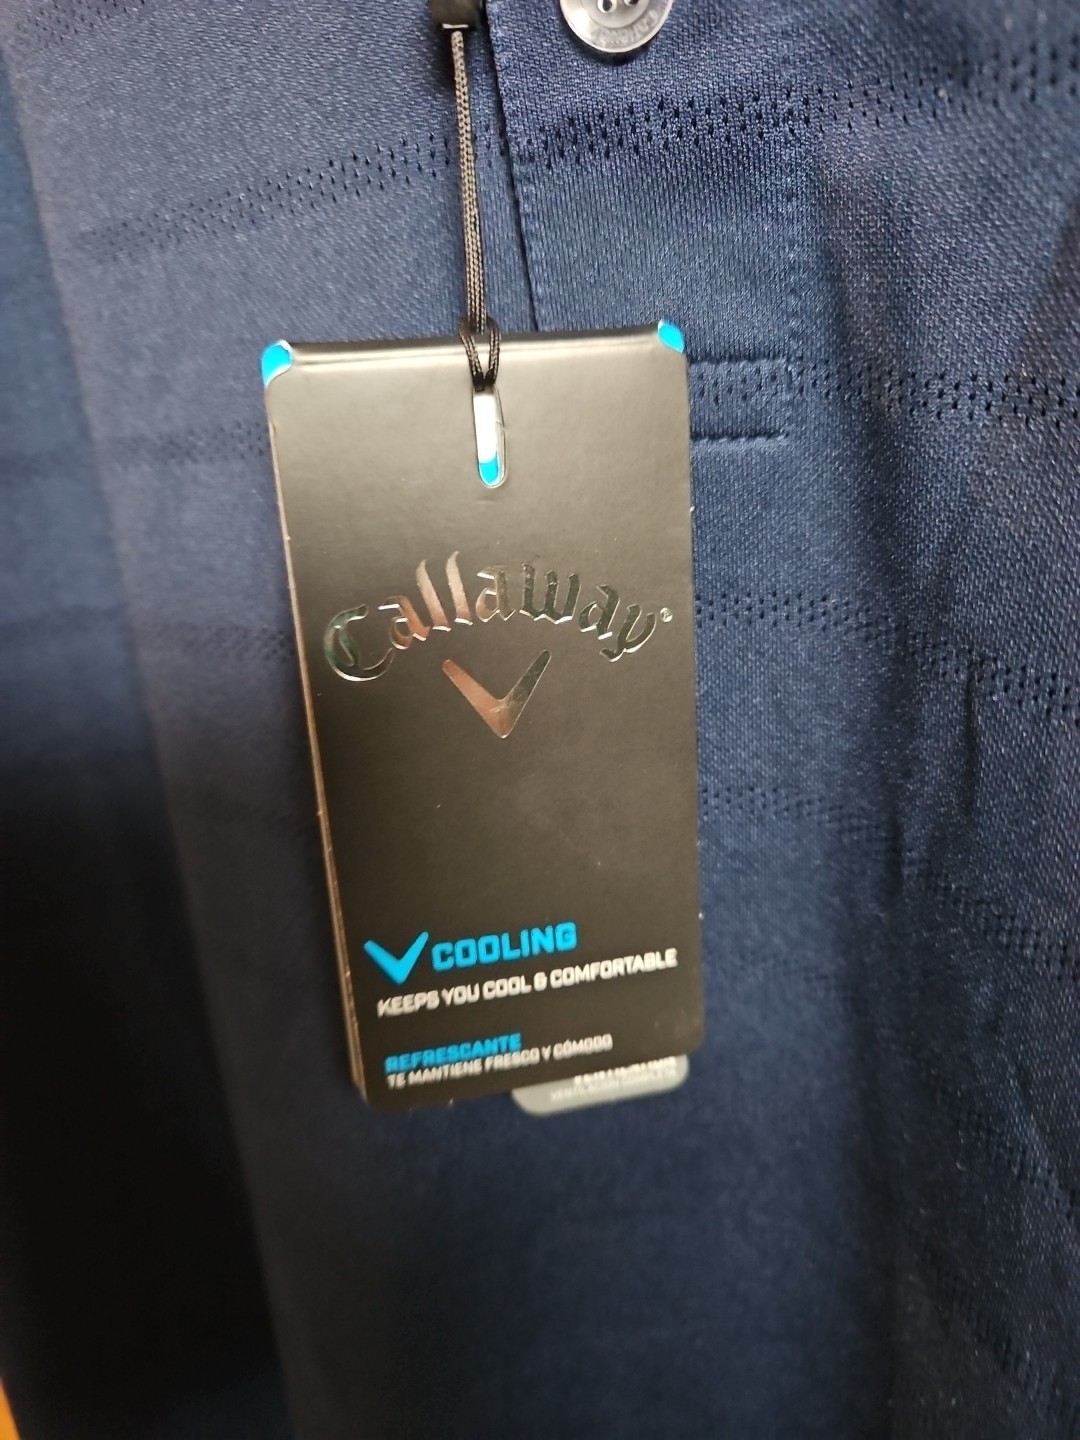 Callaway®
COOLING
KEEPS YOU COOL & COMFORTABLE
REFRESCANTE
TE MANTIENE FRESCO Y CÓMODO